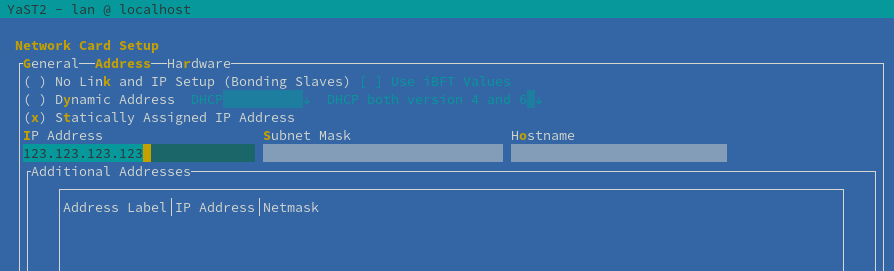 YaST2 - lan @ localhost
Network Card Setup
General Address Hardware
( ) No Link and IP Setup (Bonding Slaves) [ ] Use iBFT Values
( ) Dynamic Address DHCP ↓ DHCP both version 4 and 6 ↓
(x) Statically Assigned IP Address
IP Address Subnet Mask Hostname
123.123.123.123
Additional Addresses
Address Label IP Address Netmask